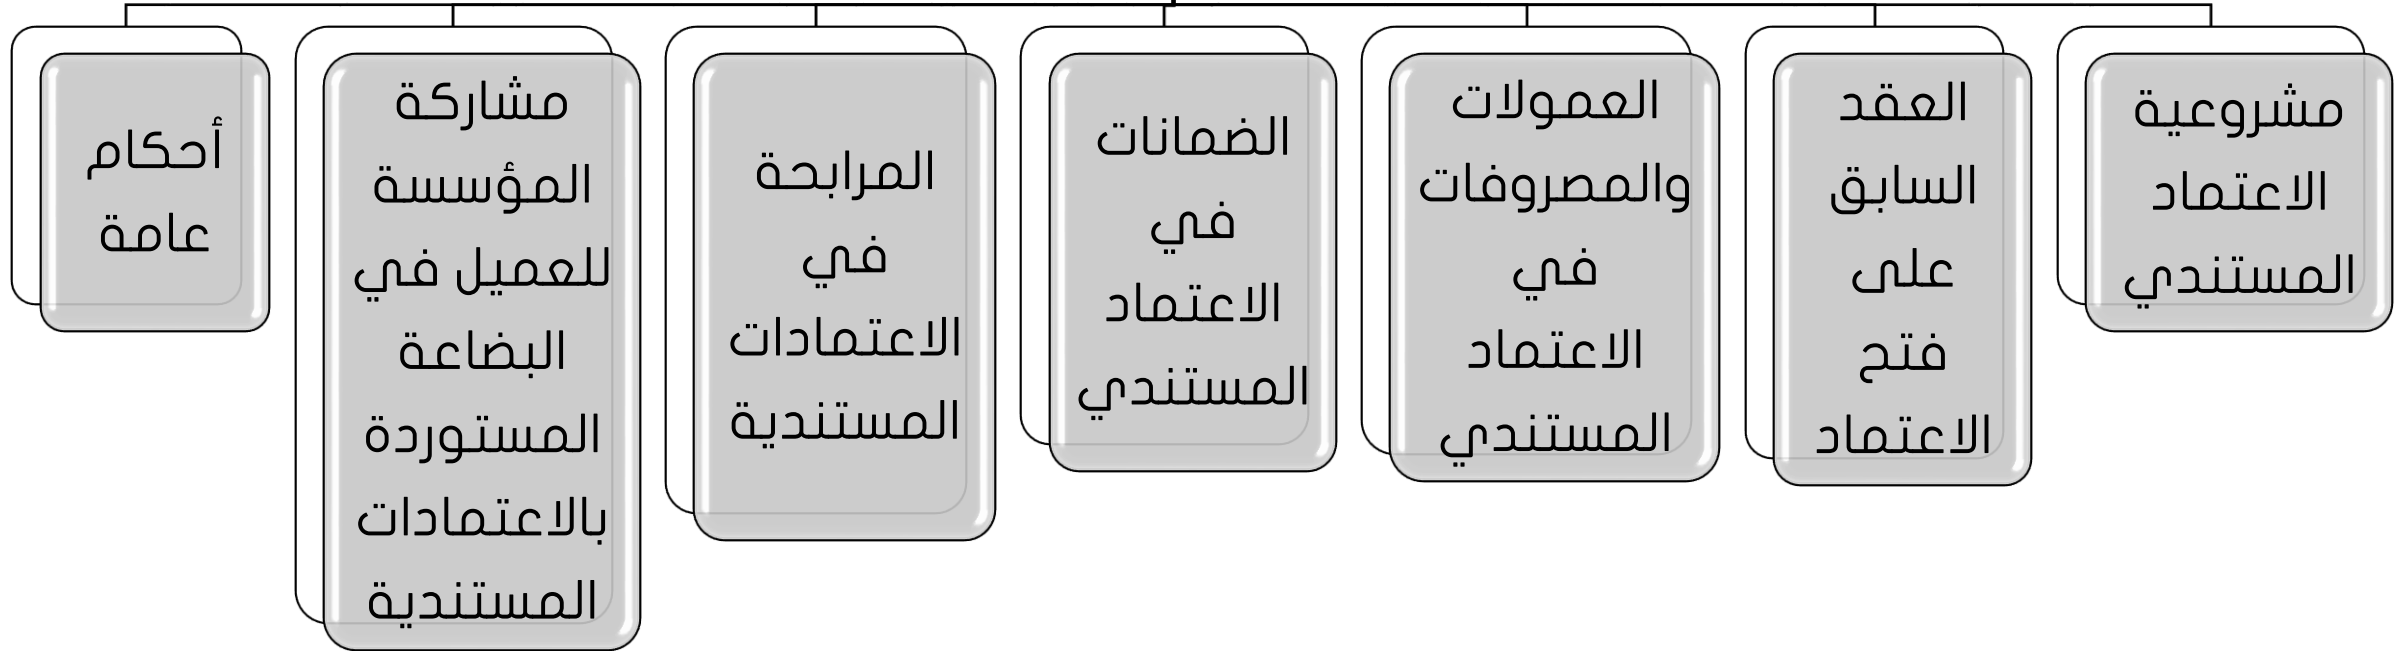 مشروعية
الاعتماد
المستندي
العقد
السابق
على
فتح
الاعتماد
العمولات
والمصروفات
في
الاعتماد
المستندي
الضمانات
في
الاعتماد
المستندي
المرابحة
في
الاعتمادات
المستندية
مشاركة
المؤسسة
للعميل في
البضاعة
المستوردة
بالاعتمادات
المستندية
أحكام
عامة